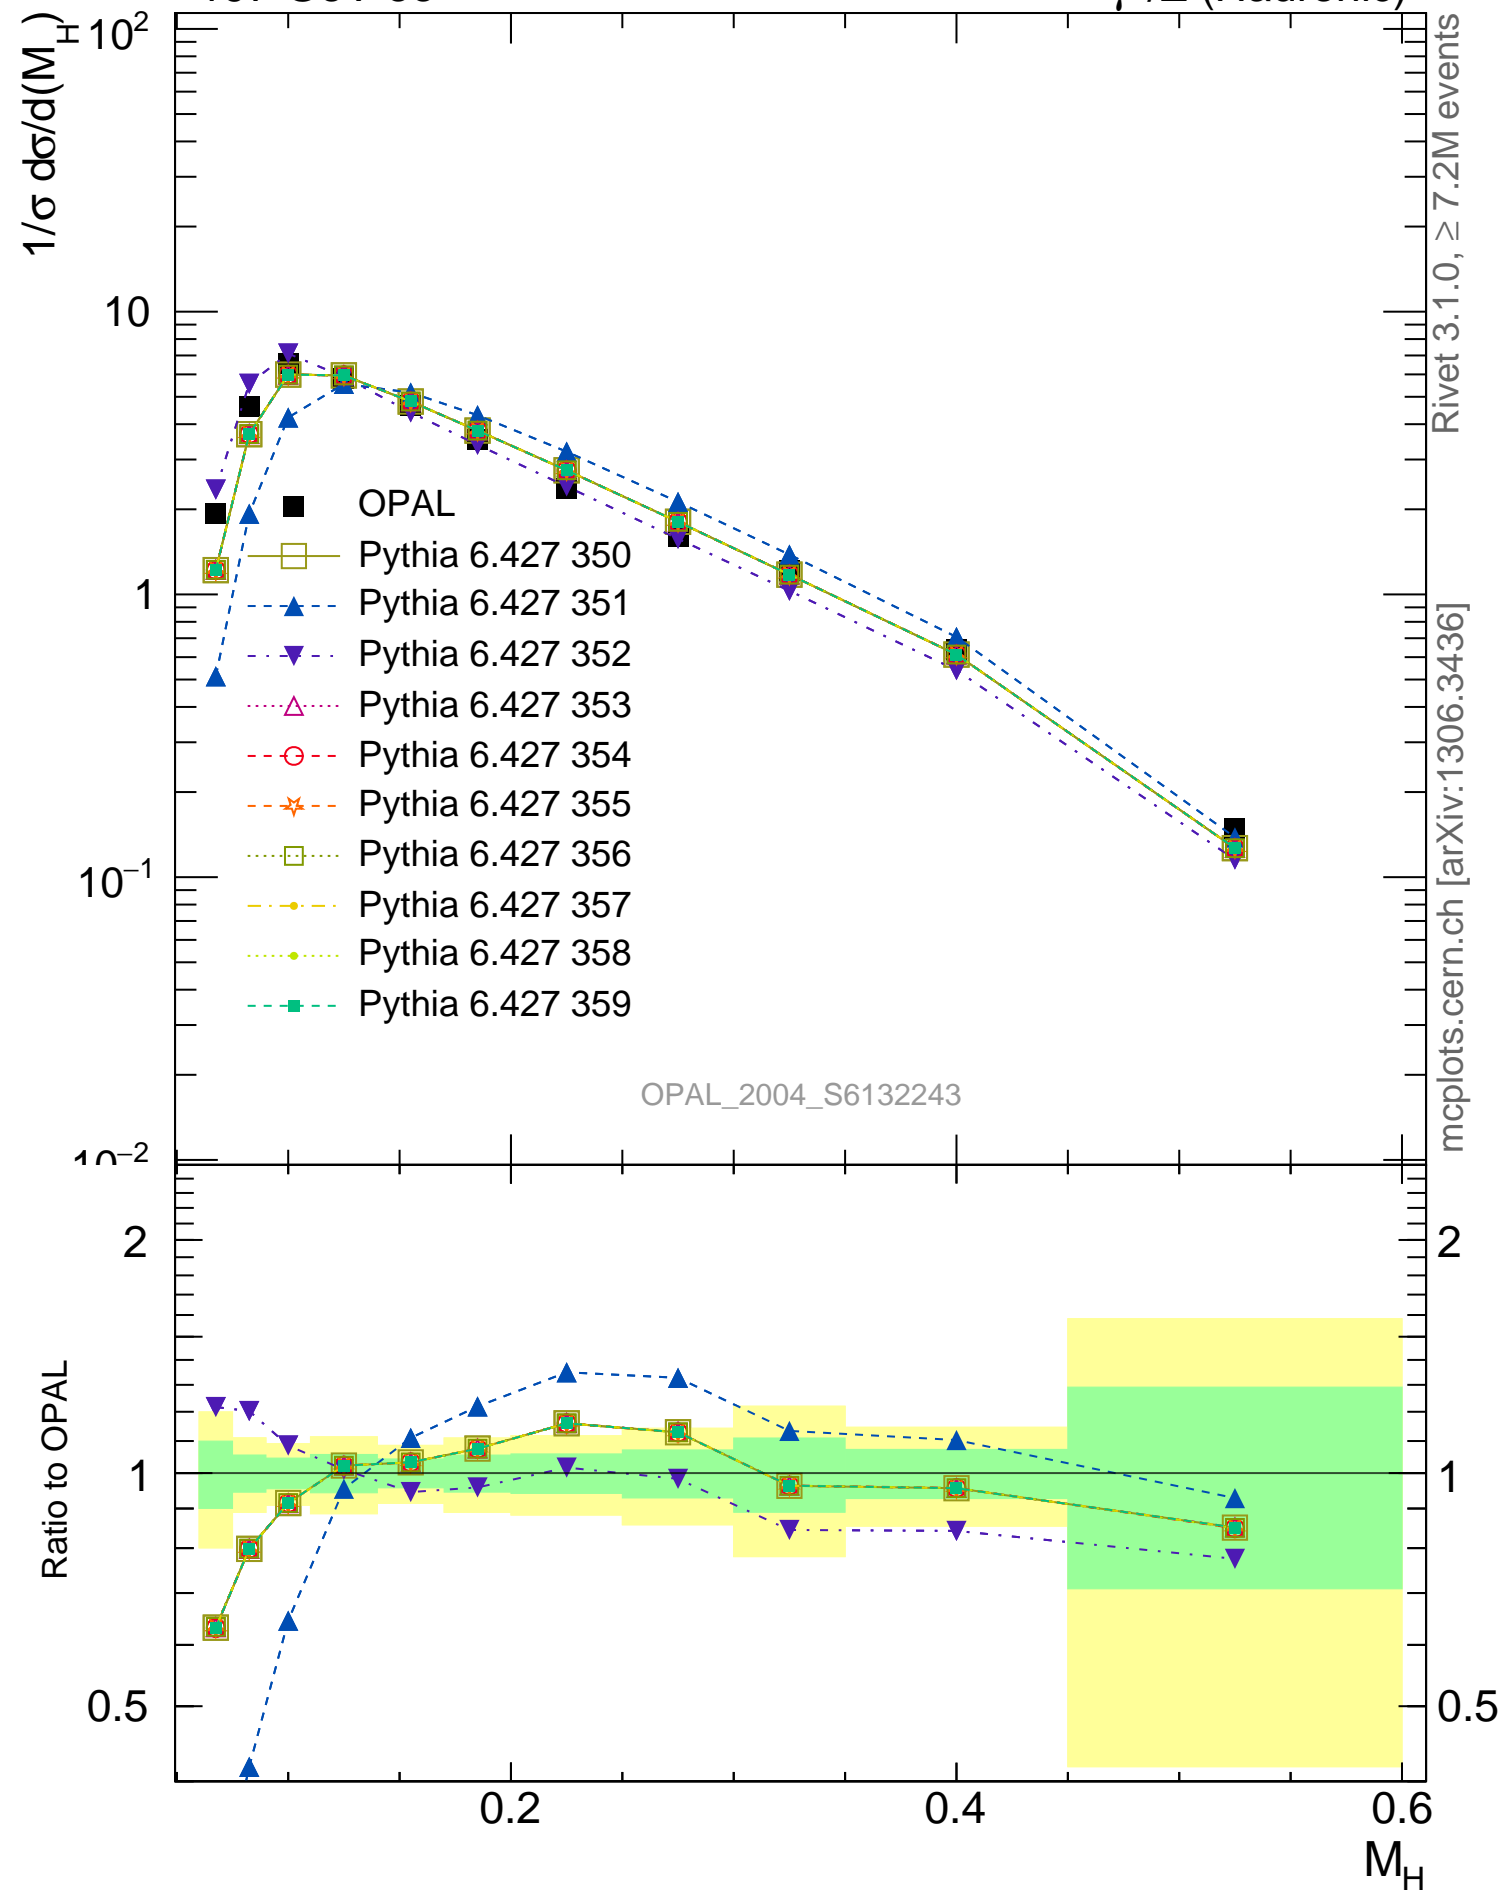 1/σ dσ/d(M_H)
10²
10
1
10⁻¹
10⁻²
OPAL
Pythia 6.427 350
Pythia 6.427 351
Pythia 6.427 352
Pythia 6.427 353
Pythia 6.427 354
Pythia 6.427 355
Pythia 6.427 356
Pythia 6.427 357
Pythia 6.427 358
Pythia 6.427 359
OPAL_2004_S6132243
Rivet 3.1.0, ≥ 7.2M events
mcplots.cern.ch [arXiv:1306.3436]
Ratio to OPAL
2
1
0.5
2
1
0.5
0.2
0.4
0.6
M_H